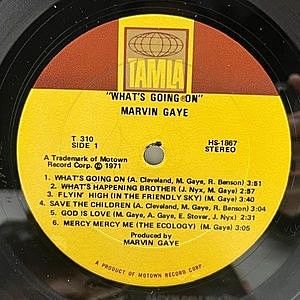 TAMLA
"WHAT'S GOING ON"
MARVIN GAYE
T 310
SIDE 1
HS-1867
STEREO
A Trademark of Motown
Record Corp. ℗ 1971
1. WHAT'S GOING ON (A. Cleveland, M. Gaye, R. Benson) 3:51
2. WHAT'S HAPPENING BROTHER (J. Nyx, M. Gaye) 2:57
3. FLYIN' HIGH (IN THE FRIENDLY SKY) (M. Gaye) 3:40
4. SAVE THE CHILDREN (A. Cleveland, M. Gaye, R. Benson) 3:04
5. GOD IS LOVE (M. Gaye, A. Gaye, E. Stover, J. Nyx) 2:31
6. MERCY MERCY ME (THE ECOLOGY) (M. Gaye) 3:05
Produced by
MARVIN GAYE
A PRODUCT OF MOTOWN RECORD CORP.